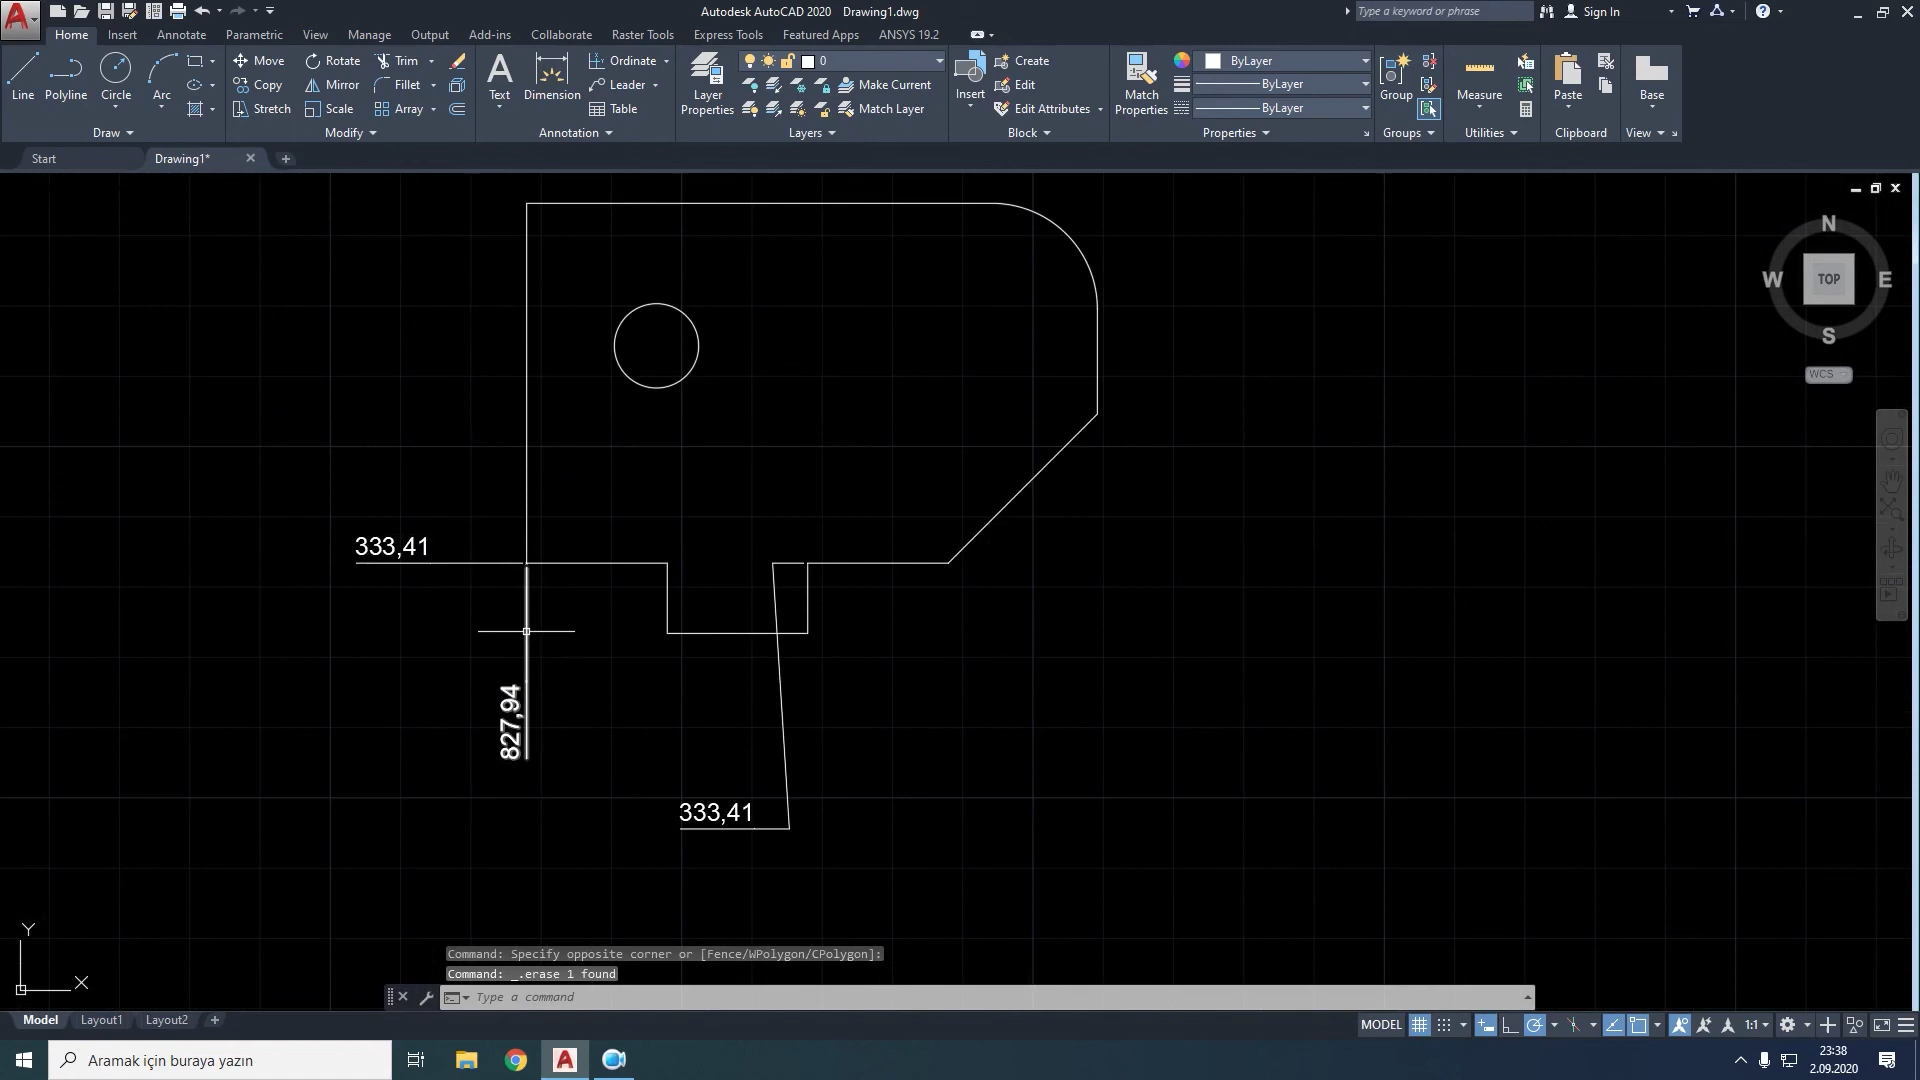 Autodesk AutoCAD 2020 Drawing1.dwg
Type a keyword or phrase
Sign In
Home Insert Annotate Parametric View Manage Output Add-ins Collaborate Raster Tools Express Tools Featured Apps ANSYS 19.2
Line
Polyline
Circle
Arc
Draw
Move Rotate Trim
Copy Mirror Fillet
Stretch Scale Array
Modify
Text
Dimension
Ordinate
Leader
Table
Annotation
Layer
Properties
0
Make Current
Match Layer
Layers
Insert
Create
Edit
Edit Attributes
Block
Match
Properties
ByLayer
ByLayer
ByLayer
Properties
Group
Groups
Measure
Utilities
Paste
Clipboard
Base
View
Start
Drawing1*
N
W
TOP
E
S
WCS
333,41
827,94
333,41
Y
X
Command: Specify opposite corner or [Fence/WPolygon/CPolygon]:
Command: _.erase 1 found
Type a command
Model Layout1 Layout2
MODEL
1:1
Aramak için buraya yazın
23:38
2.09.2020